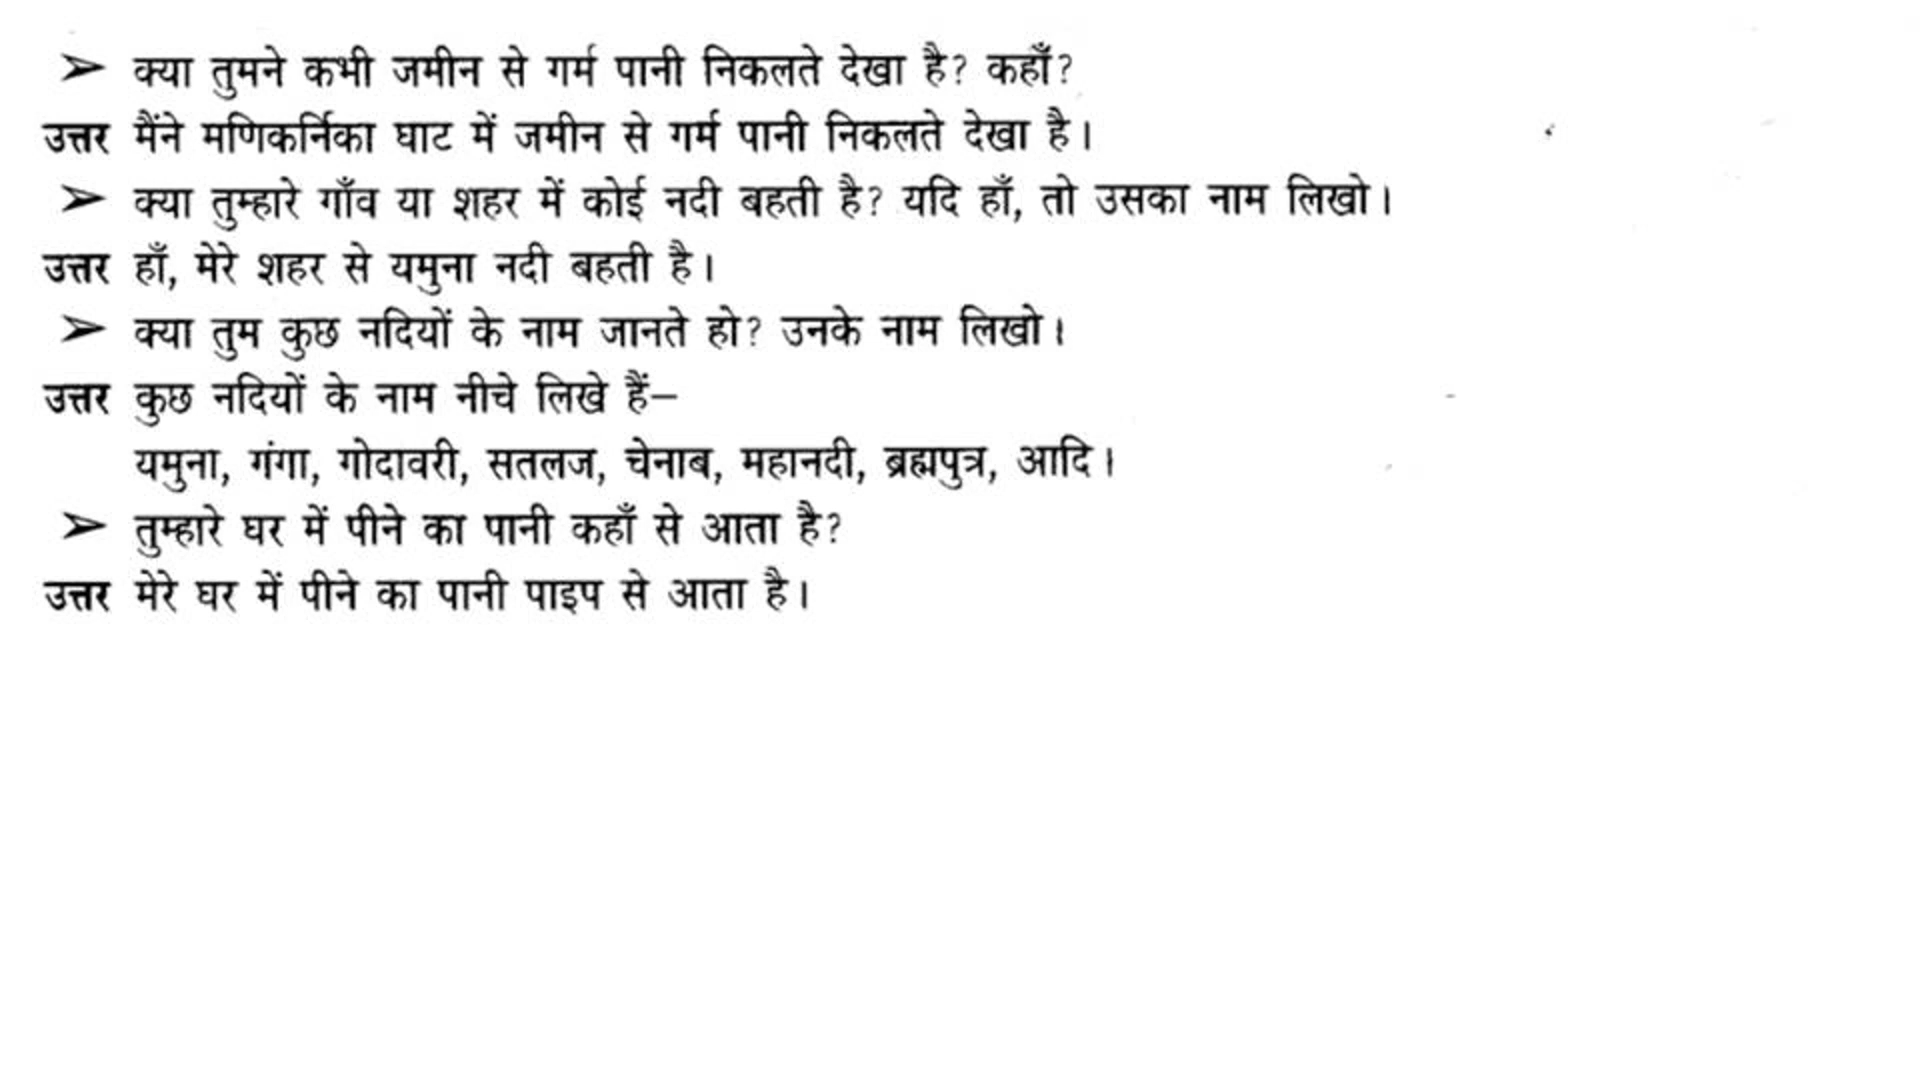 ➢ क्या तुमने कभी जमीन से गर्म पानी निकलते देखा है? कहाँ?
उत्तर मैंने मणिकर्निका घाट में जमीन से गर्म पानी निकलते देखा है।
➢ क्या तुम्हारे गाँव या शहर में कोई नदी बहती है? यदि हाँ, तो उसका नाम लिखो।
उत्तर हाँ, मेरे शहर से यमुना नदी बहती है।
➢ क्या तुम कुछ नदियों के नाम जानते हो? उनके नाम लिखो।
उत्तर कुछ नदियों के नाम नीचे लिखे हैं–
यमुना, गंगा, गोदावरी, सतलज, चेनाब, महानदी, ब्रह्मपुत्र, आदि।
➢ तुम्हारे घर में पीने का पानी कहाँ से आता है?
उत्तर मेरे घर में पीने का पानी पाइप से आता है।